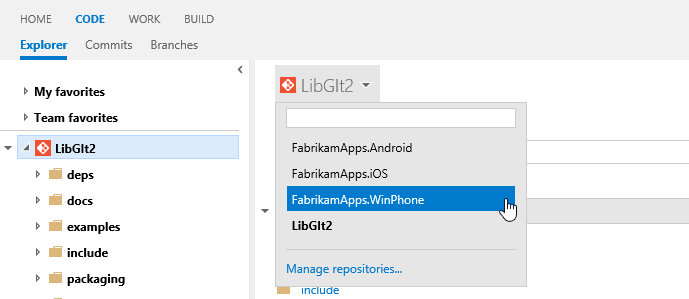 HOME CODE WORK BUILD
Explorer Commits Branches
My favorites
Team favorites
LibGIt2
deps
docs
examples
include
packaging
LibGIt2
FabrikamApps.Android
FabrikamApps.iOS
FabrikamApps.WinPhone
LibGIt2
Manage repositories...
include